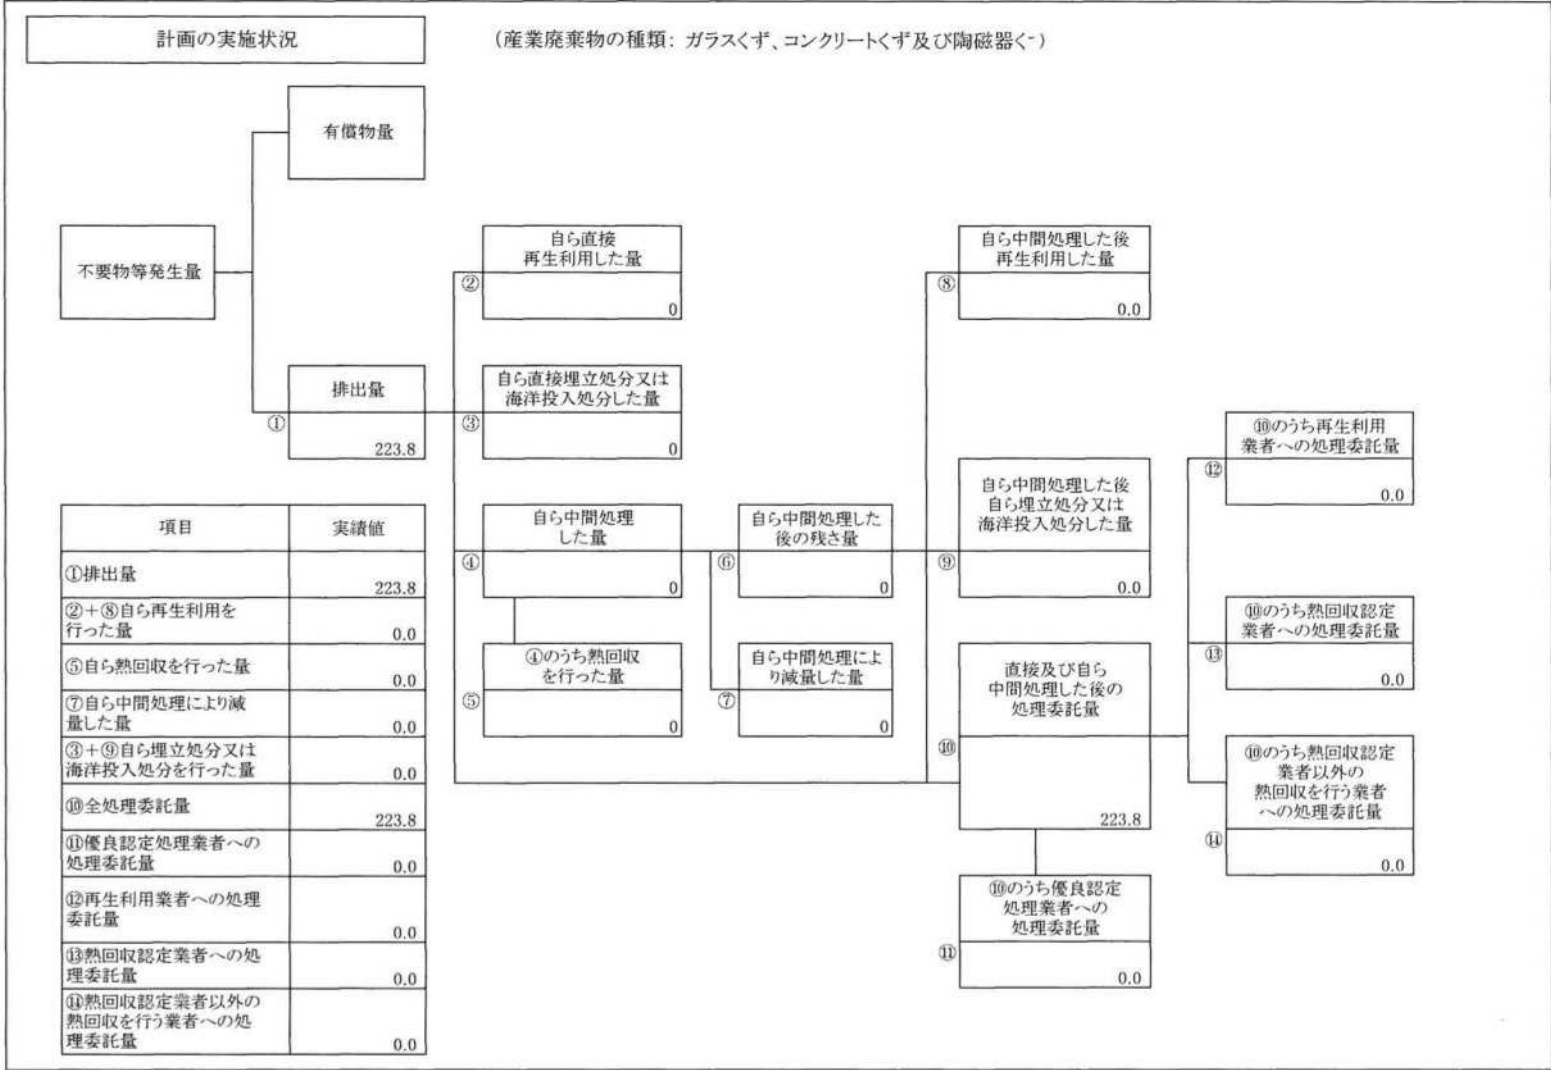 計画の実施状況
(産業廃棄物の種類: ガラスくず、コンクリートくず及び陶磁器く
有償物量
不要物等発生量
排出量
①
223.8
自ら直接
再生利用した量
②
0
自ら直接埋立処分又は
海洋投入処分した量
③
0
自ら中間処理
した量
④
0
④のうち熱回収
を行った量
⑤
0
自ら中間処理した
後の残さ量
⑥
0
自ら中間処理によ
り減量した量
⑦
0
自ら中間処理した後
再生利用した量
⑧
0.0
自ら中間処理した後
自ら埋立処分又は
海洋投入処分した量
⑨
0.0
直接及び自ら
中間処理した後の
処理委託量
⑩
223.8
⑩のうち優良認定
処理業者への
処理委託量
⑪
0.0
⑩のうち再生利用
業者への処理委託量
⑫
0.0
⑩のうち熱回収認定
業者への処理委託量
⑬
0.0
⑩のうち熱回収認定
業者以外の
熱回収を行う業者
への処理委託量
⑭
0.0
項目 実績値
①排出量
223.8
②+⑧自ら再生利用を
行った量
0.0
⑤自ら熱回収を行った量
0.0
⑦自ら中間処理により減
量した量
0.0
③+⑨自ら埋立処分又は
海洋投入処分を行った量
0.0
⑩全処理委託量
223.8
⑪優良認定処理業者への
処理委託量
0.0
⑫再生利用業者への処理
委託量
0.0
⑬熱回収認定業者への処
理委託量
0.0
⑭熱回収認定業者以外の
熱回収を行う業者への処
理委託量
0.0